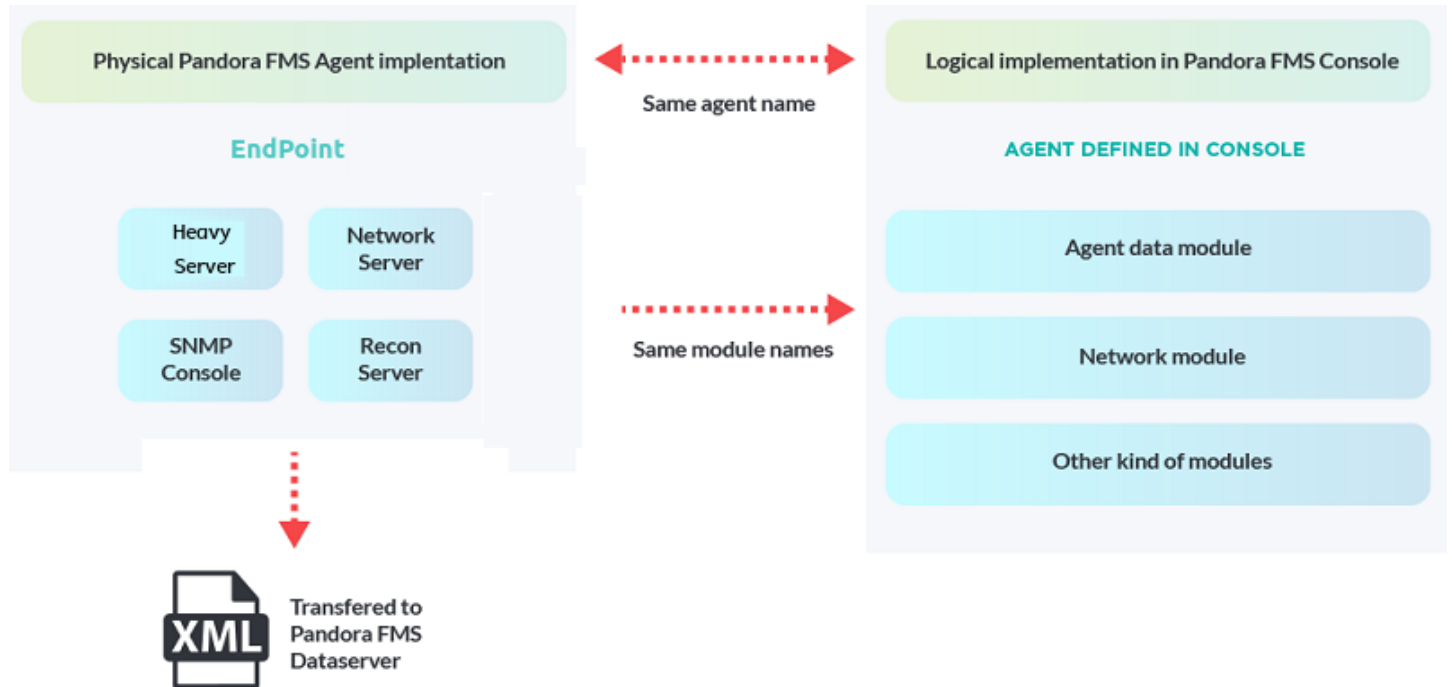 Physical Pandora FMS Agent implentation
Same agent name
Logical implementation in Pandora FMS Console
EndPoint
AGENT DEFINED IN CONSOLE
Heavy
Server
Network
Server
SNMP
Console
Recon
Server
Same module names
Agent data module
Network module
Other kind of modules
XML
Transfered to
Pandora FMS
Dataserver